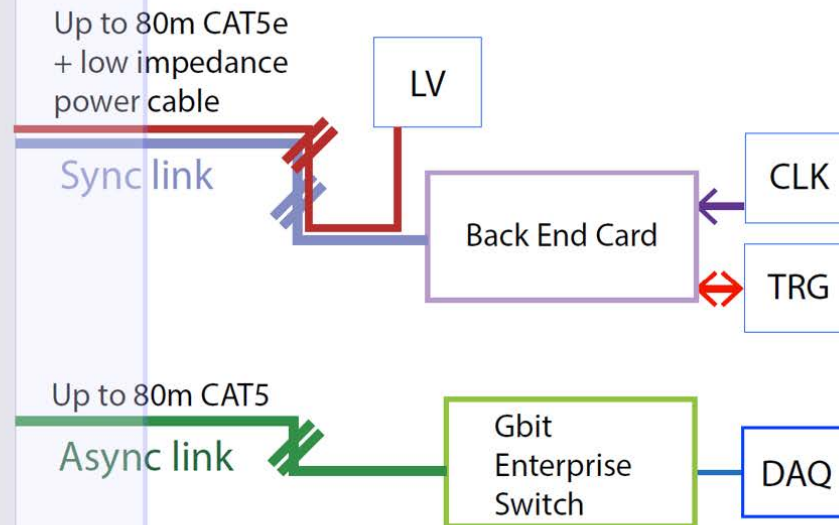 Up to 80m CAT5e
+ low impedance
power cable
LV
Sync link
CLK
Back End Card
TRG
Up to 80m CAT5
Async link
Gbit
Enterprise
Switch
DAQ